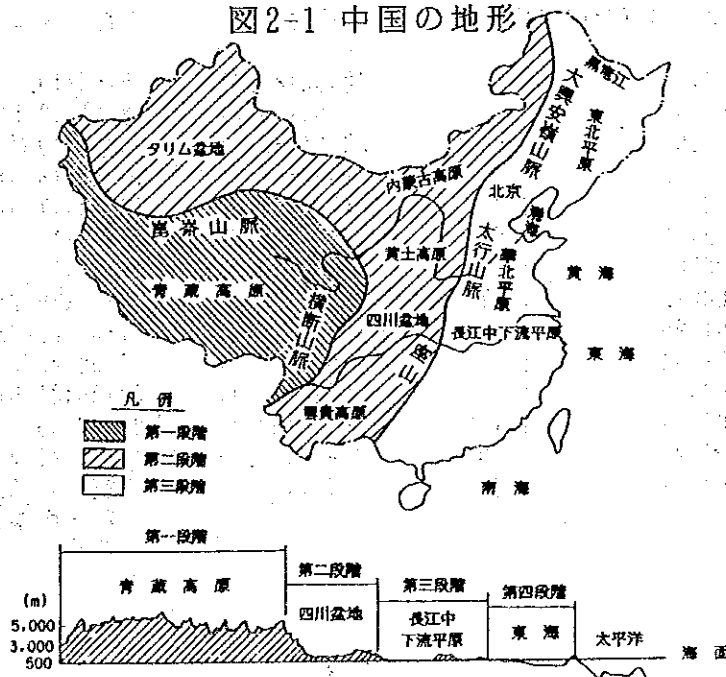 図2-1 中国の地形
黒竜江
大興安嶺山脈
東北平原
タリム盆地
内蒙古高原
北京
渤海
崑崙山脈
黄土高原
太行山脈
華北平原
黄海
青蔵高原
横断山脈
四川盆地
長江中下流平原
東海
巫山
雲貴高原
南海
凡例
第一段階
第二段階
第三段階
第一段階
青蔵高原
第二段階
四川盆地
第三段階
長江中
下流平原
第四段階
東海
太平洋
海面
(m)
5.000
3.000
500